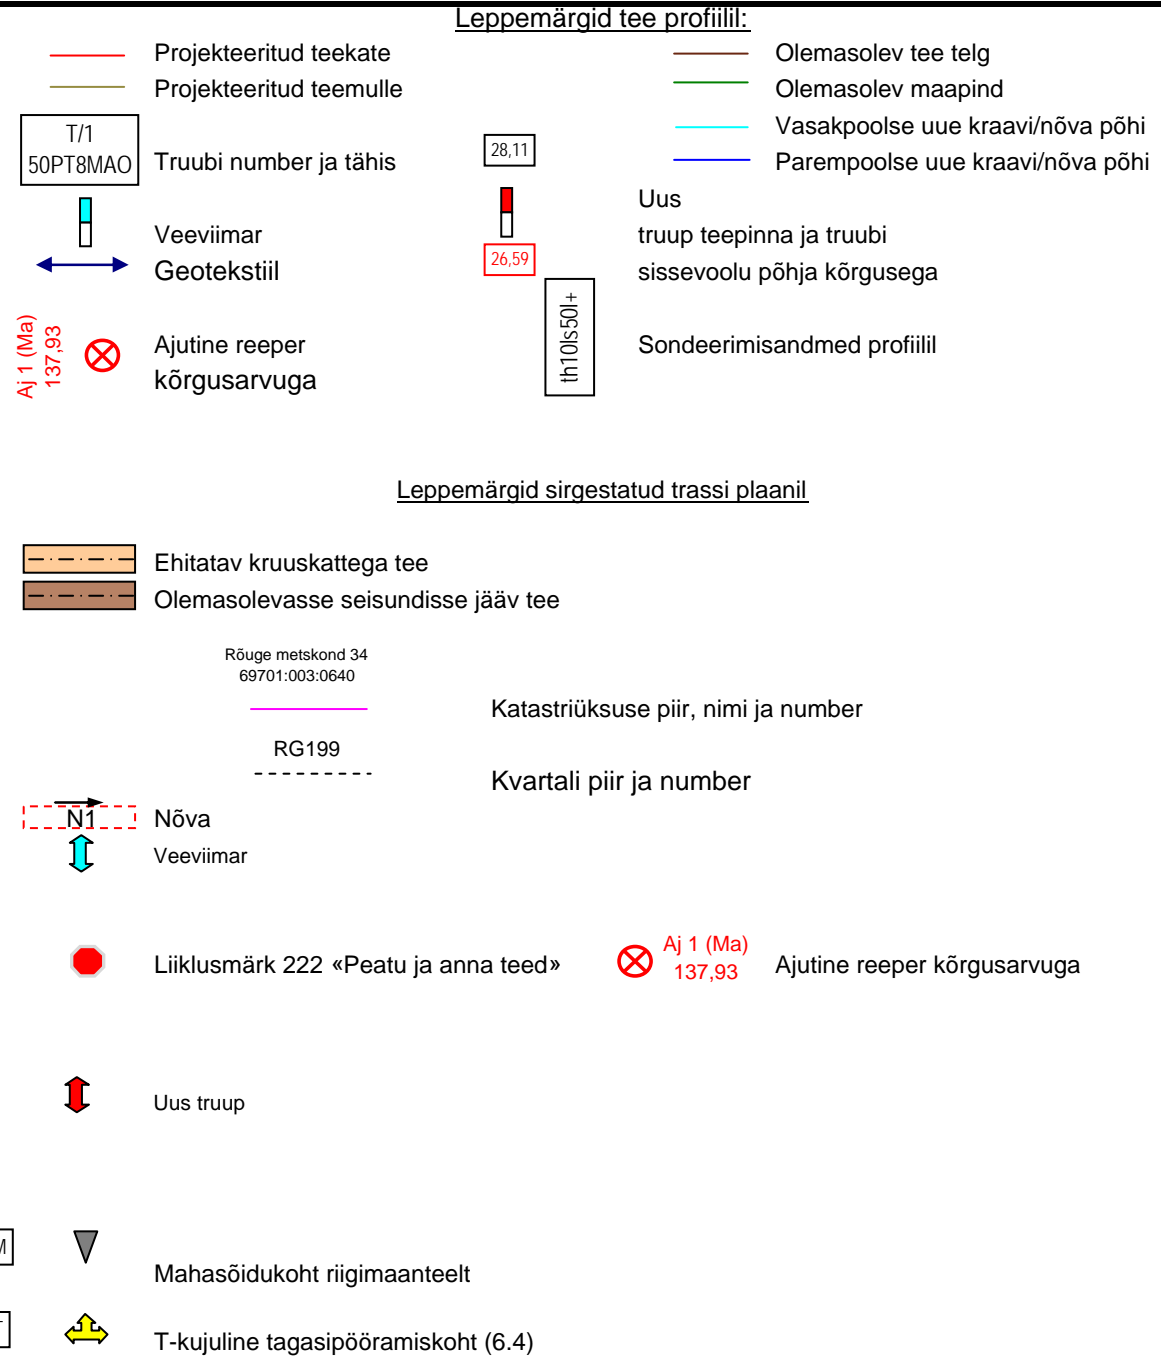 Leppemärgid tee profiilil:
Projekteeritud teekate
Olemasolev tee telg
Projekteeritud teemulle
Olemasolev maapind
T/1
50PT8MAO
Truubi number ja tähis
28,11
Vasakpoolse uue kraavi/nõva põhi
Parempoolse uue kraavi/nõva põhi
Veeviimar
Geotekstiil
26,59
Uus
truup teepinna ja truubi
sissevoolu põhja kõrgusega
Aj 1 (Ma)
137,93
Ajutine reeper
kõrgusarvuga
th10ls50l+
Sondeerimisandmed profiilil
Leppemärgid sirgestatud trassi plaanil
Ehitatav kruuskattega tee
Olemasolevasse seisundisse jääv tee
Rõuge metskond 34
69701:003:0640
Katastriüksuse piir, nimi ja number
RG199
Kvartali piir ja number
N1
Nõva
Veeviimar
Liiklusmärk 222 «Peatu ja anna teed»
Aj 1 (Ma)
137,93
Ajutine reeper kõrgusarvuga
Uus truup
Mahasõidukoht riigimaanteelt
T-kujuline tagasipööramiskoht (6.4)